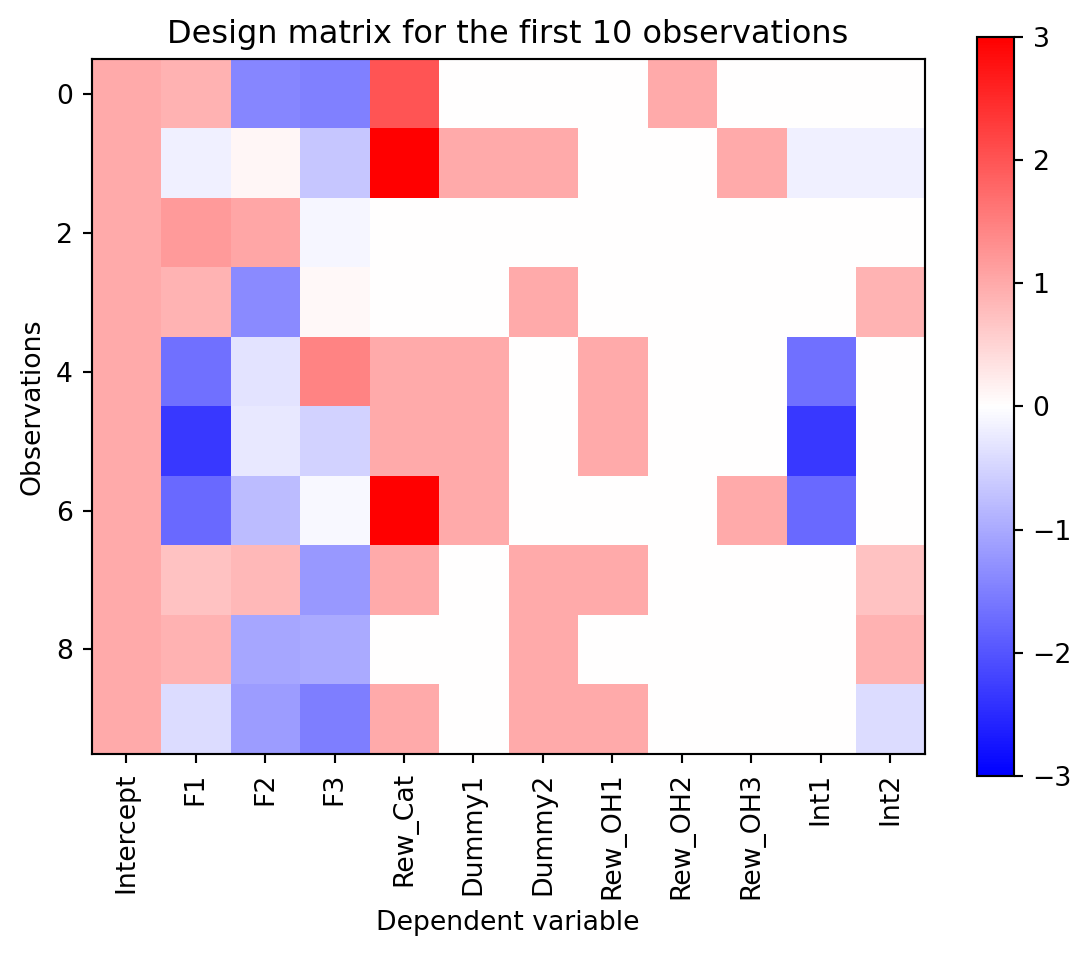 Design matrix for the first 10 observations
0
2
4
6
8
Observations
Intercept
F1
F2
F3
Rew_Cat
Dummy1
Dummy2
Rew_OH1
Rew_OH2
Rew_OH3
Int1
Int2
Dependent variable
3
2
1
0
−1
−2
−3